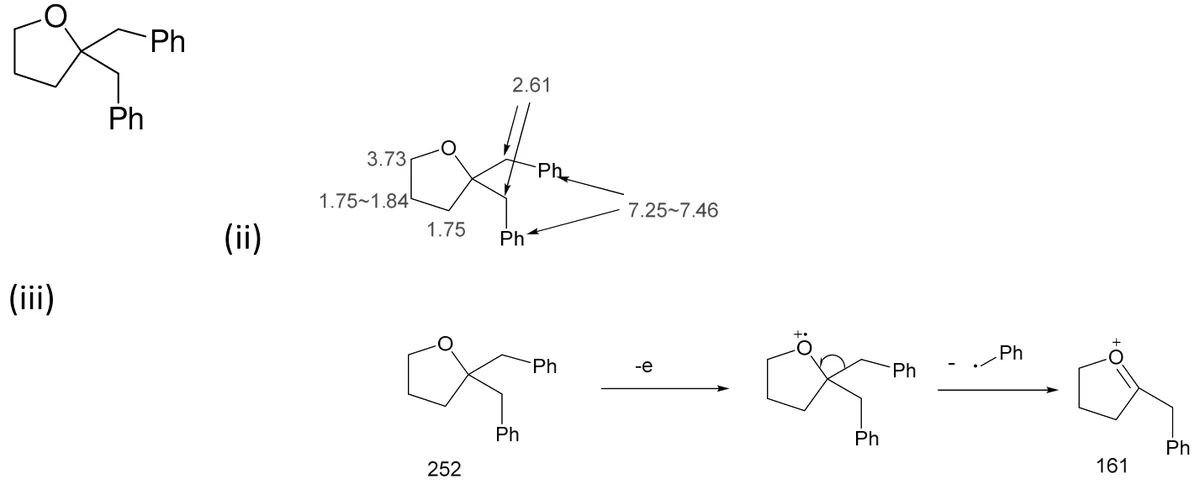 O
Ph
Ph
2.61
3.73
O
Ph
1.75~1.84
7.25~7.46
1.75
(ii)
Ph
(iii)
O
Ph
Ph
252
-e
+•
O
Ph
Ph
- • Ph
+
O
Ph
161